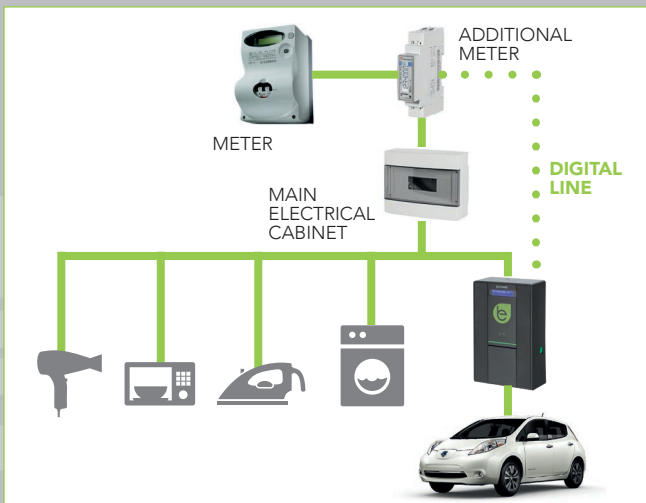 ADDITIONAL
METER
METER
DIGITAL
LINE
MAIN
ELECTRICAL
CABINET